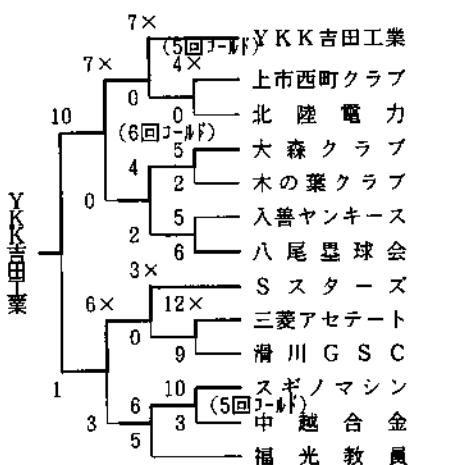 7×
(5回コールド)
YKK吉田工業
7×
4×
上市西町クラブ
0
0
北陸電力
10
(6回コールド)
5
大森クラブ
4
2
木の葉クラブ
0
5
入善ヤンキース
2
6
八尾塁球会
YKK吉田工業
3×
Sスターズ
6×
12×
三菱アセテート
0
9
滑川GSC
1
10
スギノマシン
6
(5回コールド)
3
3
中越合金
5
福光教員